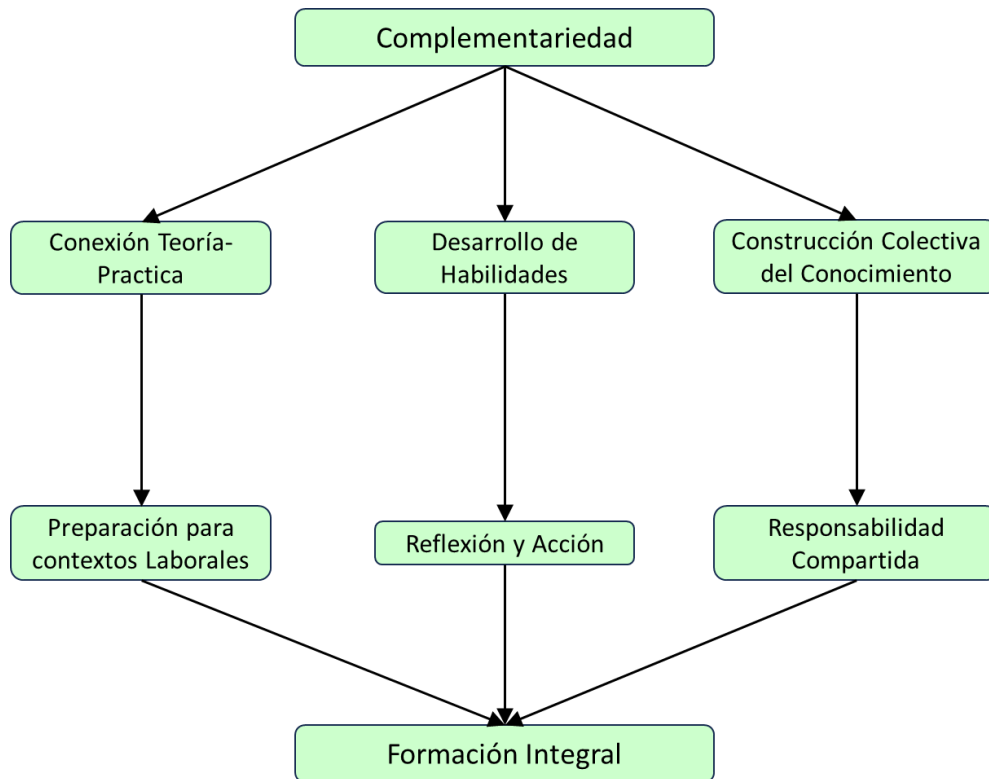 Complementariedad
Conexión Teoría-
Practica
Desarrollo de
Habilidades
Construcción Colectiva
del Conocimiento
Preparación para
contextos Laborales
Reflexión y Acción
Responsabilidad
Compartida
Formación Integral